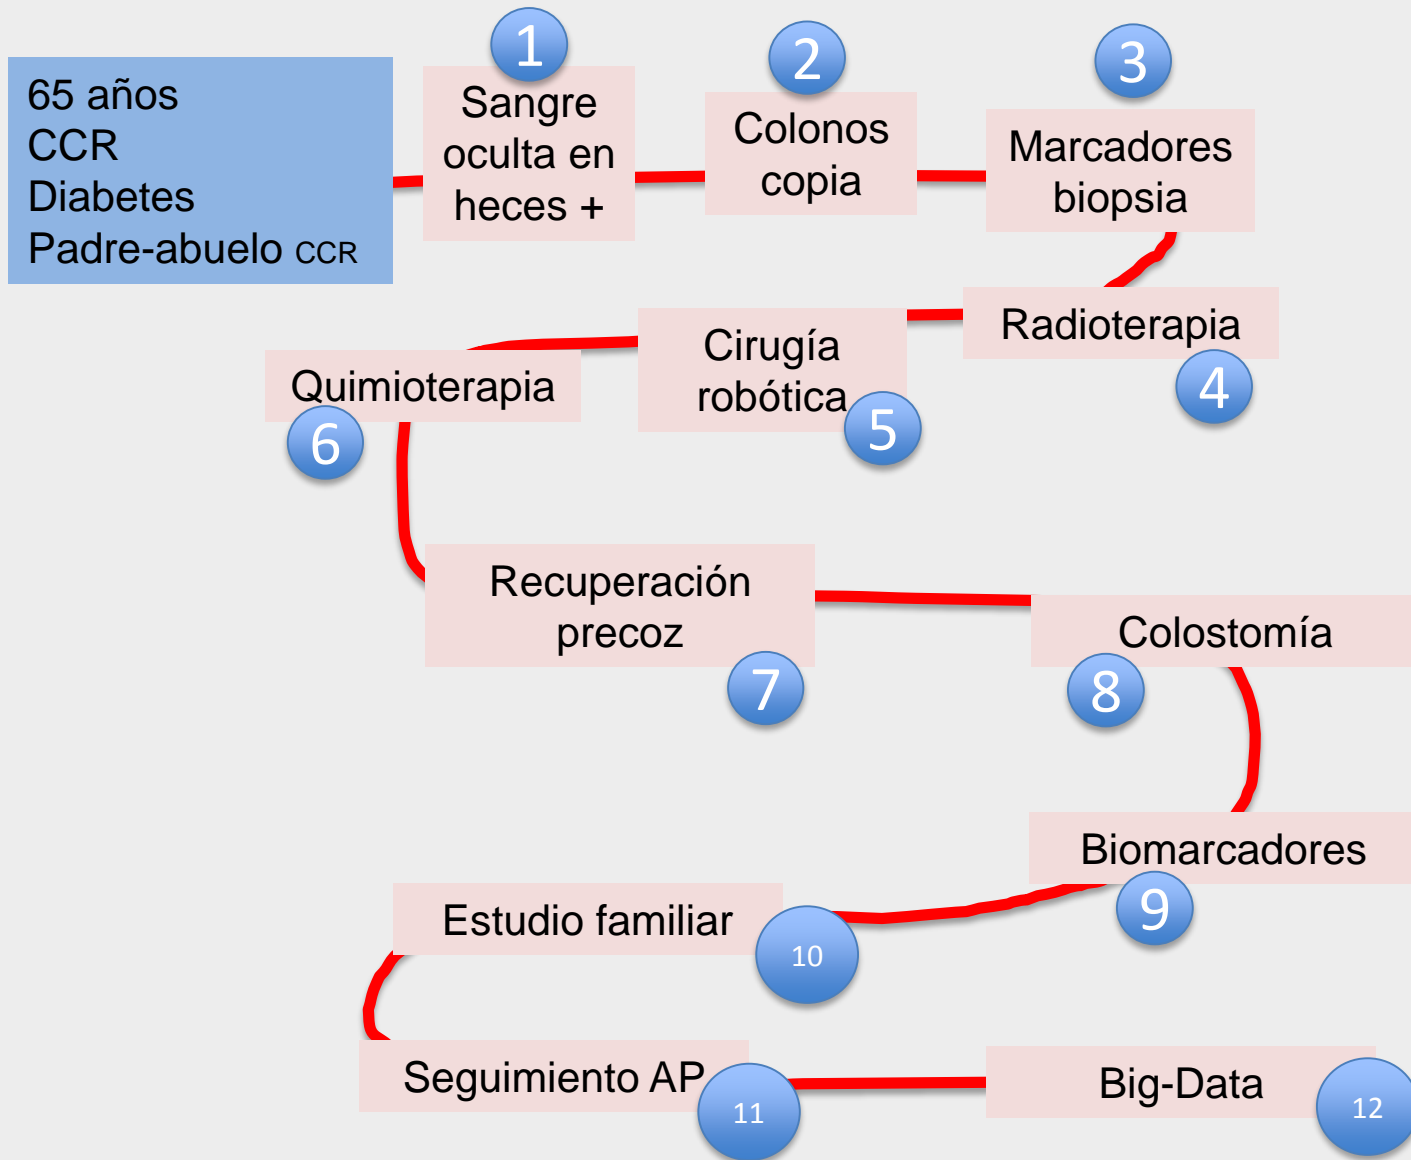 65 años
CCR
Diabetes
Padre-abuelo CCR
1
Sangre
oculta en
heces +
2
Colonos
copia
3
Marcadores
biopsia
Radioterapia
4
Cirugía
robótica
5
Quimioterapia
6
Recuperación
precoz
7
Colostomía
8
Biomarcadores
9
Estudio familiar
10
Seguimiento AP
11
Big-Data
12